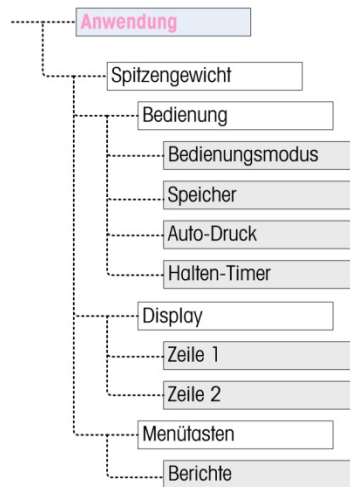 Anwendung
Spitzengewicht
Bedienung
Bedienungsmodus
Speicher
Auto-Druck
Halten-Timer
Display
Zeile 1
Zeile 2
Menütasten
Berichte